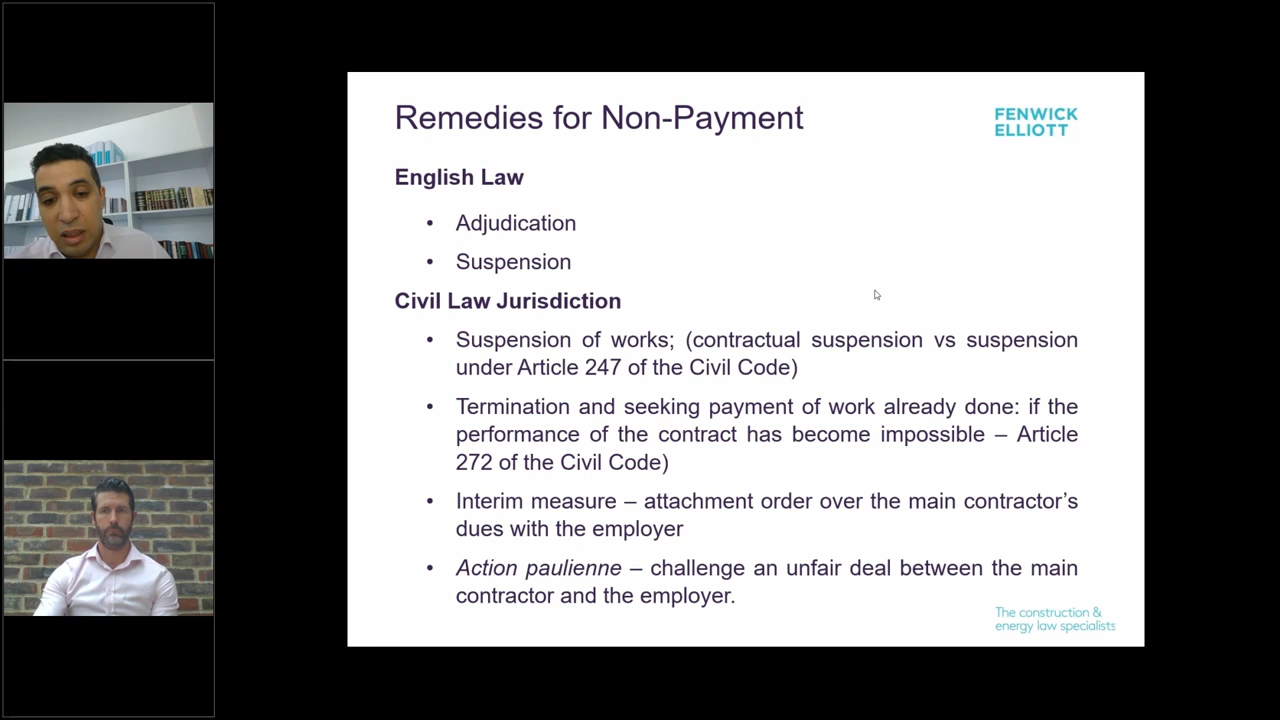 Remedies for Non-Payment
FENWICK
ELLIOTT
English Law
• Adjudication
• Suspension
Civil Law Jurisdiction
• Suspension of works; (contractual suspension vs suspension
under Article 247 of the Civil Code)
• Termination and seeking payment of work already done: if the
performance of the contract has become impossible – Article
272 of the Civil Code)
• Interim measure – attachment order over the main contractor's
dues with the employer
• Action paulienne – challenge an unfair deal between the main
contractor and the employer.
The construction &
energy law specialists